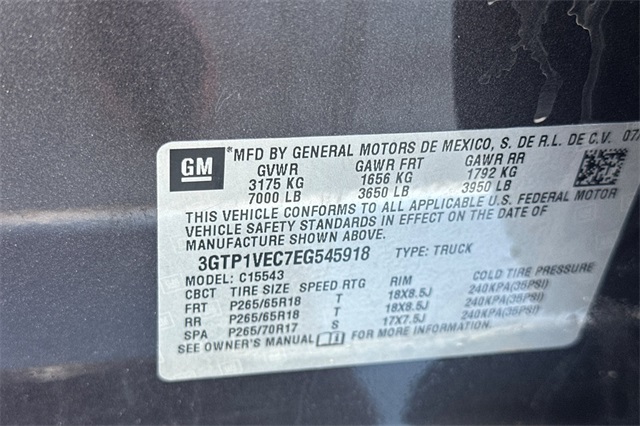 GM *MFD BY GENERAL MOTORS DE MEXICO, S. DE R.L. DE C.V. 07/
GVWR GAWR FRT GAWR RR
3175 KG 1656 KG 1792 KG
7000 LB 3650 LB 3950 LB
THIS VEHICLE CONFORMS TO ALL APPLICABLE U.S. FEDERAL MOTOR
VEHICLE SAFETY STANDARDS IN EFFECT ON THE DATE OF
MANUFACTURE SHOWN ABOVE.
3GTP1VEC7EG545918 TYPE: TRUCK
MODEL: C15543
CBCT TIRE SIZE SPEED RTG RIM COLD TIRE PRESSURE
FRT P265/65R18 T 18X8.5J 240KPA(35PSI)
RR P265/65R18 T 18X8.5J 240KPA(35PSI)
SPA P265/70R17 S 17X7.5J 240KPA(35PSI)
SEE OWNER'S MANUAL FOR MORE INFORMATION.